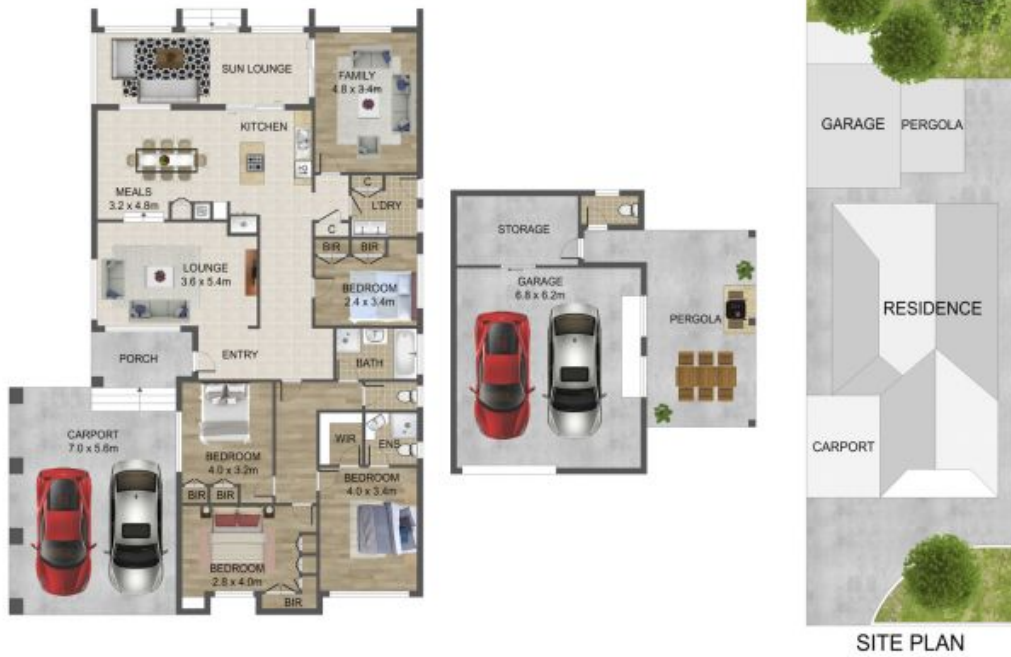 SUN LOUNGE
FAMILY
4.8 x 3.4m
KITCHEN
MEALS
3.2 x 4.8m
C
L'DRY
C
BIR BIR
LOUNGE
3.6 x 5.4m
BEDROOM
2.4 x 3.4m
PORCH
ENTRY
BATH
CARPORT
7.0 x 5.6m
WIR
ENS
BEDROOM
4.0 x 3.2m
BIR BIR
BEDROOM
4.0 x 3.4m
BEDROOM
2.8 x 4.0m
BIR
STORAGE
GARAGE
6.8 x 6.2m
PERGOLA
GARAGE
PERGOLA
RESIDENCE
CARPORT
SITE PLAN